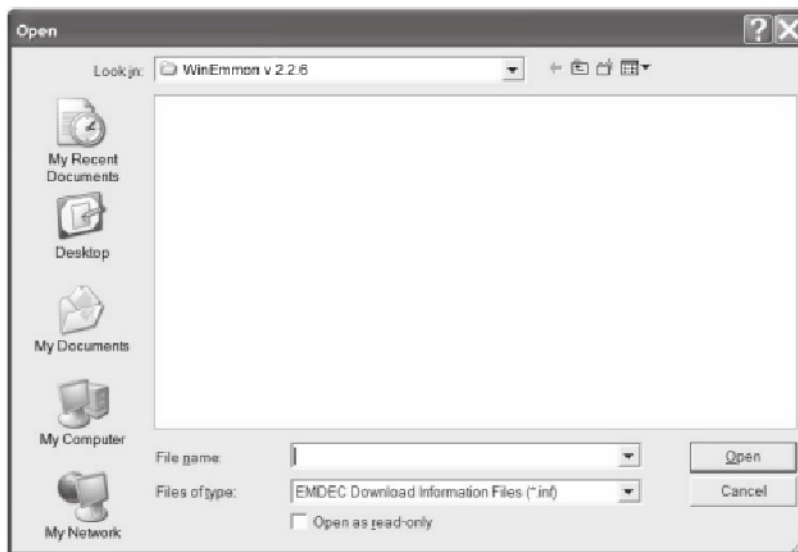 Open
Look in: WinEmmon v 2.2.6
My Recent
Documents
Desktop
My Documents
My Computer
My Network
File name:
Open
Files of type: EMIDEC Download Information Files (*.inf)
Cancel
Open as read-only